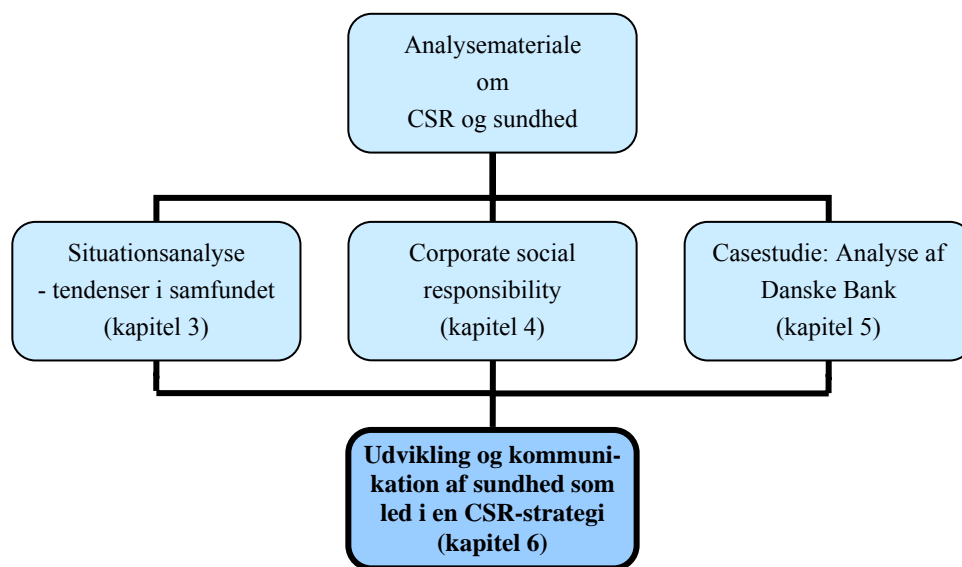 Analysemateriale
om
CSR og sundhed
Situationsanalyse
- tendenser i samfundet
(kapitel 3)
Corporate social
responsibility
(kapitel 4)
Casestudie: Analyse af
Danske Bank
(kapitel 5)
Udvikling og kommuni-
kation af sundhed som
led i en CSR-strategi
(kapitel 6)